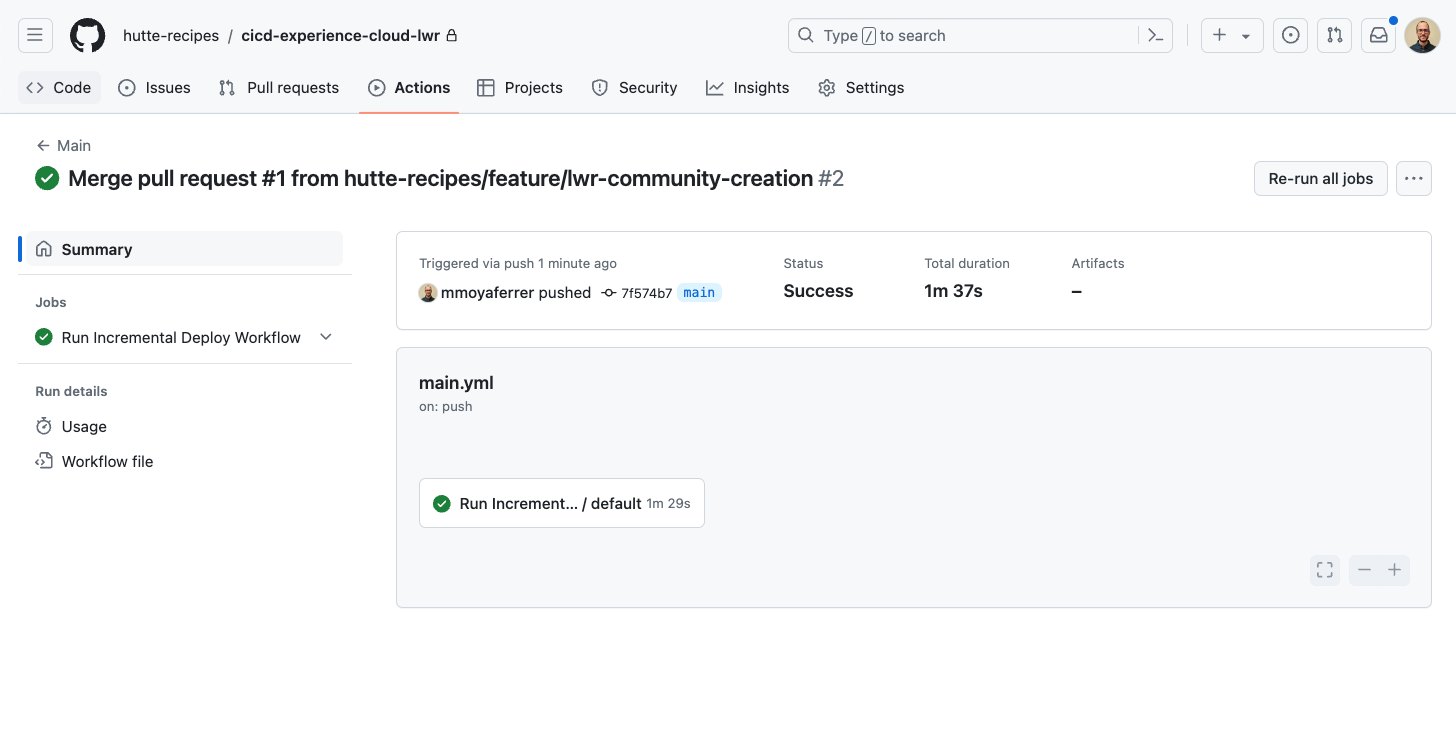 hutte-recipes / cicd-experience-cloud-lwr
Type / to search
Code
Issues
Pull requests
Actions
Projects
Security
Insights
Settings
Main
Merge pull request #1 from hutte-recipes/feature/lwr-community-creation #2
Re-run all jobs
Summary
Jobs
Run Incremental Deploy Workflow
Run details
Usage
Workflow file
Triggered via push 1 minute ago
mmoyaferrer pushed 7f574b7 main
Status
Success
Total duration
1m 37s
Artifacts
–
main.yml
on: push
Run Increment... / default 1m 29s